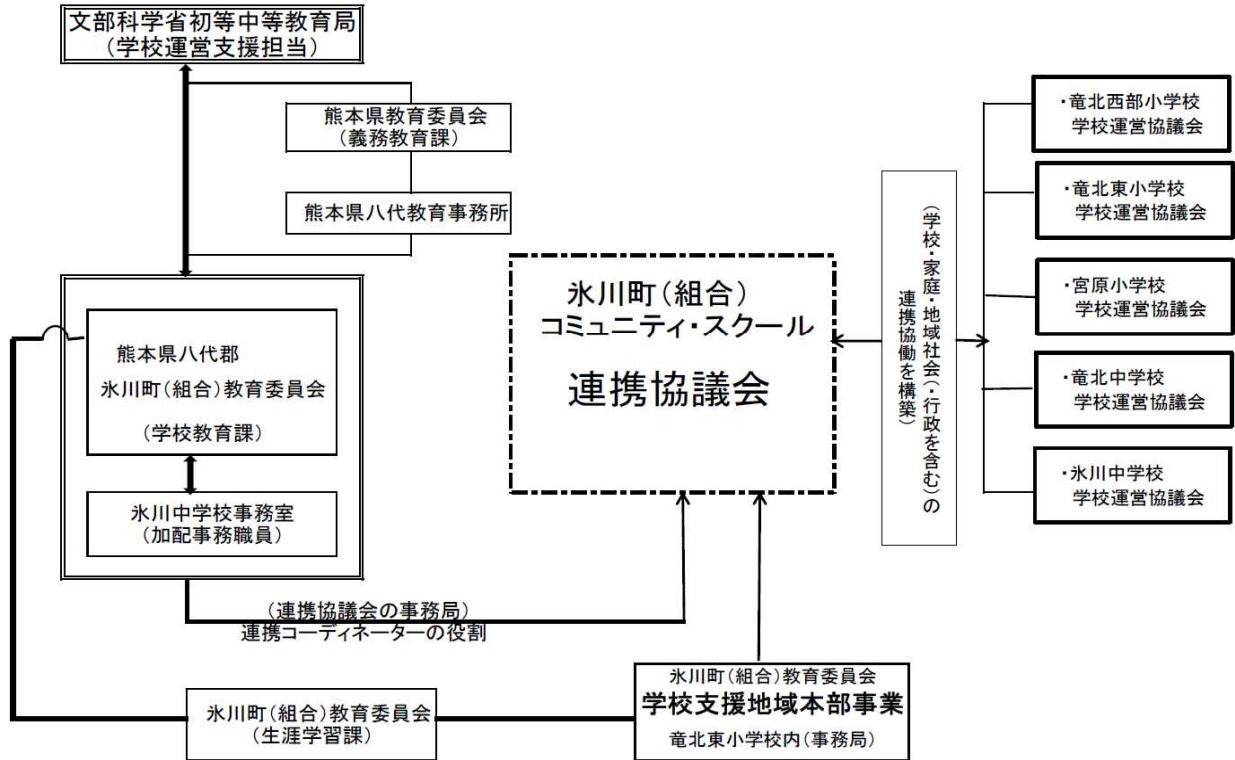 文部科学省初等中等教育局
（学校運営支援担当）
熊本県教育委員会
（義務教育課）
熊本県八代教育事務所
熊本県八代郡
氷川町（組合）教育委員会
（学校教育課）
氷川中学校事務室
（加配事務職員）
（連携協議会の事務局）
連携コーディネーターの役割
氷川町（組合）教育委員会
（生涯学習課）
氷川町（組合）
コミュニティ・スクール
連携協議会
氷川町（組合）教育委員会
学校支援地域本部事業
竜北東小学校内（事務局）
（学校・家庭・地域社会（・行政を含む）の
連携協働を構築）
・竜北西部小学校
学校運営協議会
・竜北東小学校
学校運営協議会
・宮原小学校
学校運営協議会
・竜北中学校
学校運営協議会
・氷川中学校
学校運営協議会